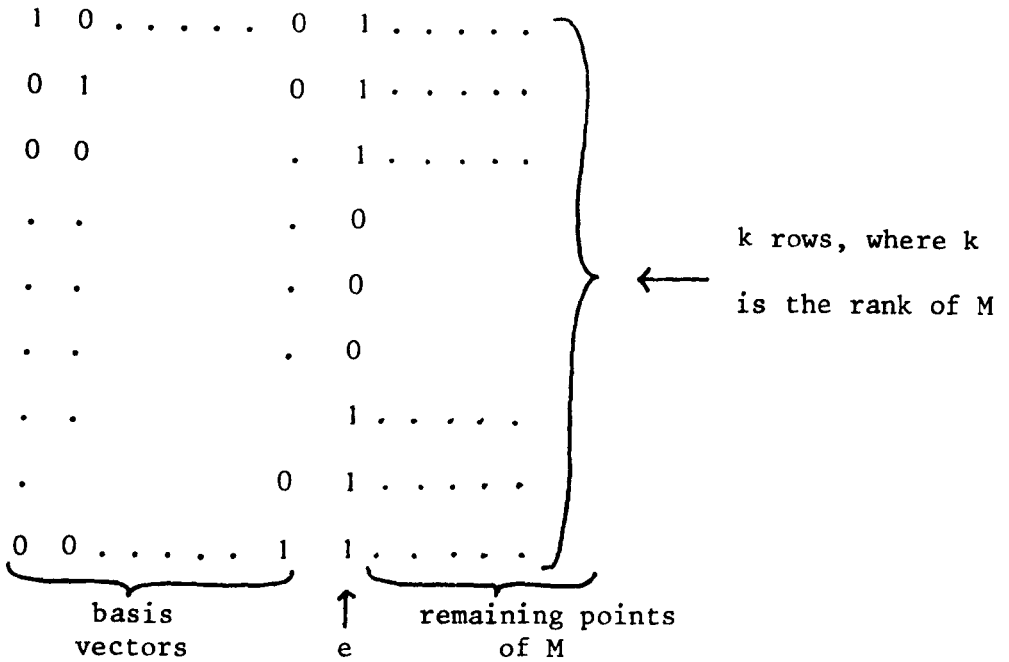 1 0 . . . . . . 0 1 . . . . .
0 1 0 1 . . . . .
0 0 . 1 . . . . .
. . . 0
. . . 0
. . . 0
. . 1 . . . . .
. 0 1 . . . . .
0 0 . . . . . 1 1 . . . . .
k rows, where k
is the rank of M
basis
vectors
e
remaining points
of M